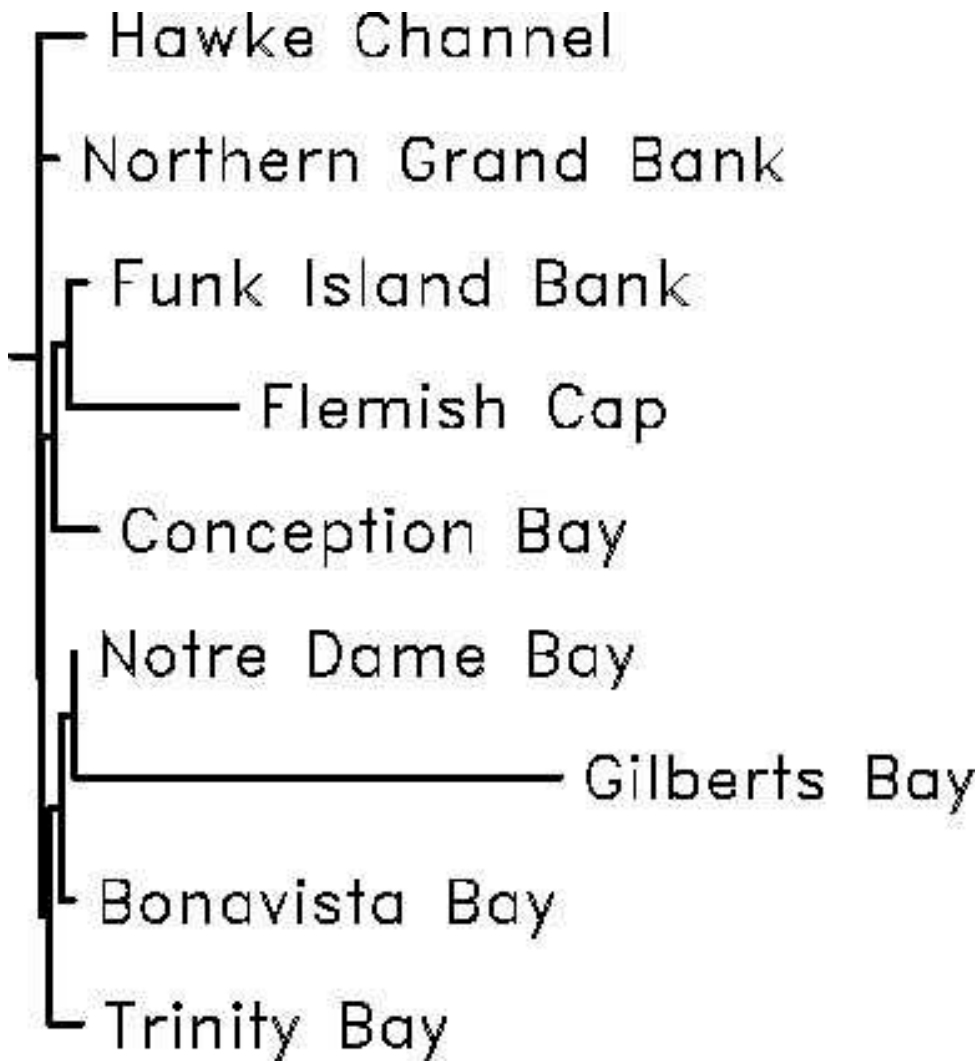 Hawke Channel
Northern Grand Bank
Funk Island Bank
Flemish Cap
Conception Bay
Notre Dame Bay
Gilberts Bay
Bonavista Bay
Trinity Bay